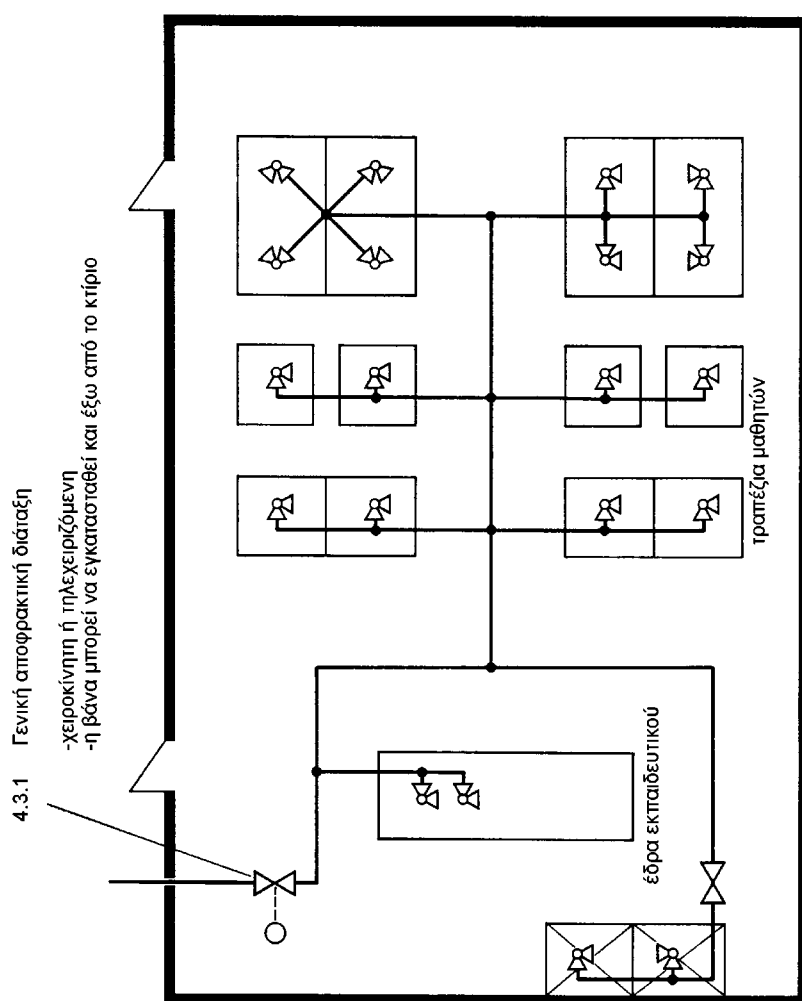 4.3.1 Γενική αποφρακτική διάταξη
-χειροκίνητη ή τηλεχειριζόμενη
-η βάνα μπορεί να εγκατασταθεί και έξω από το κτίριο
έδρα εκπαιδευτικού
τραπέζια μαθητών